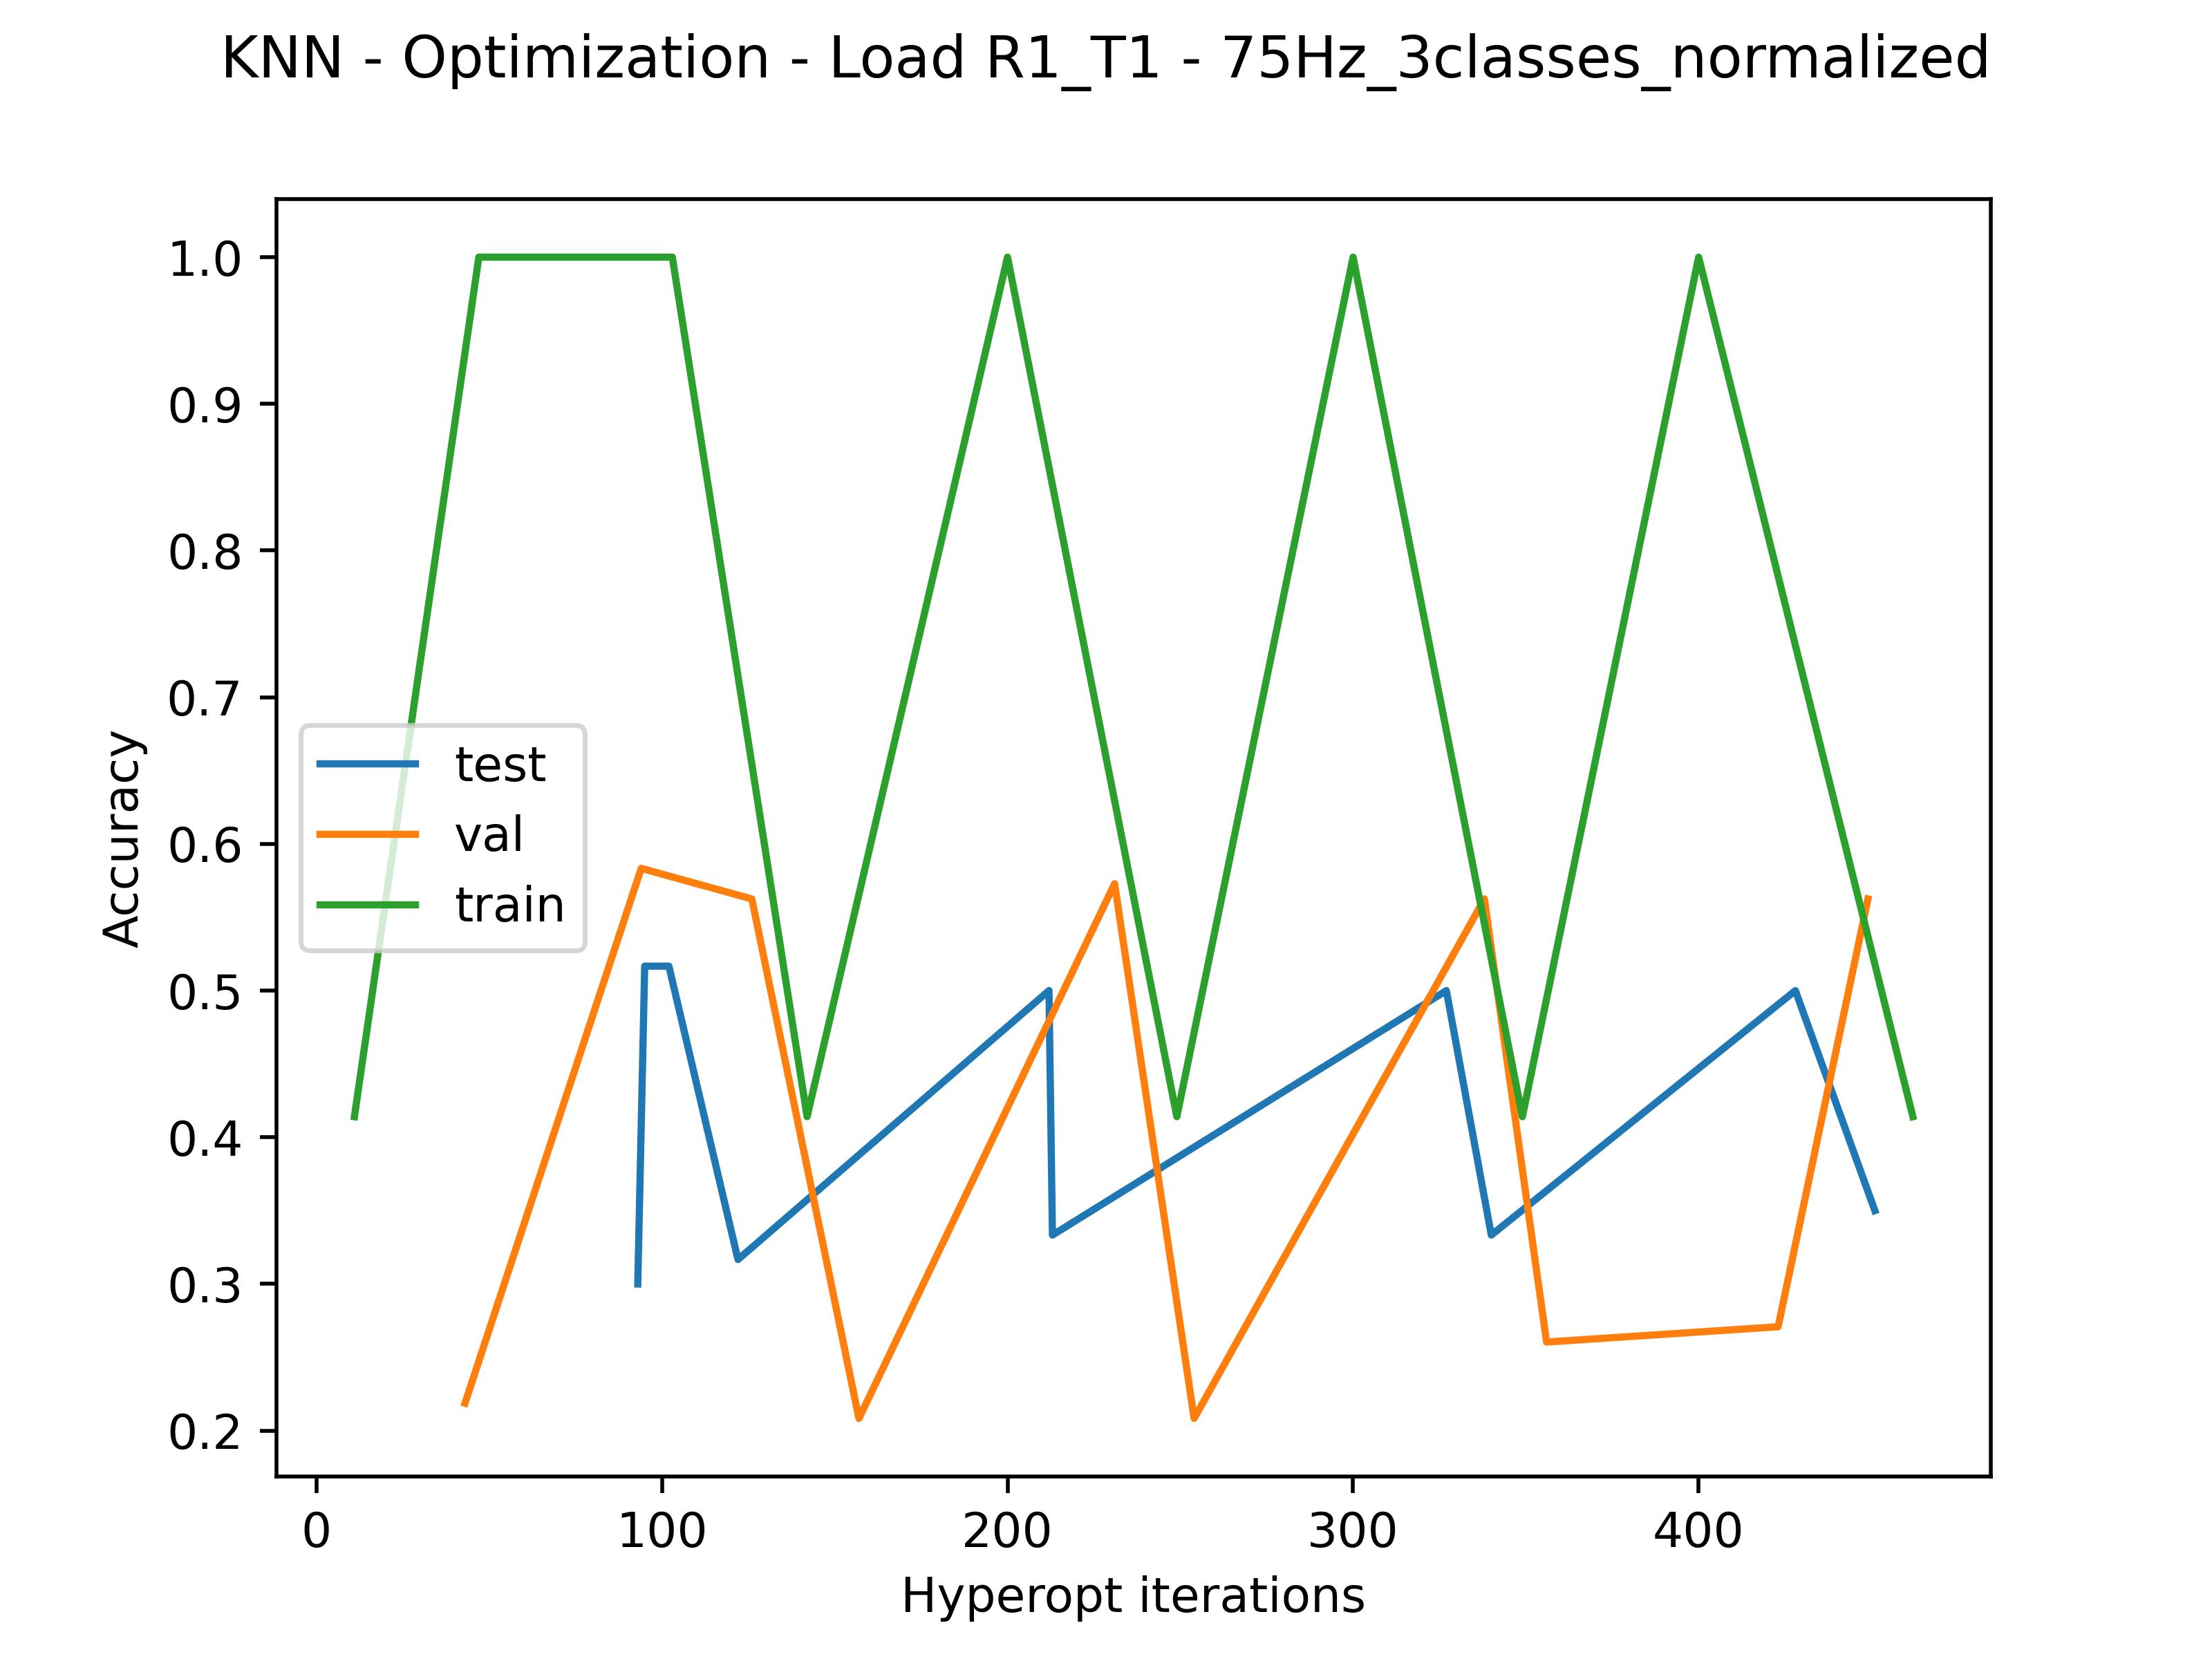 KNN - Optimization - Load R1_T1 - 75Hz_3classes_normalized
1.0
0.9
0.8
0.7
0.6
0.5
0.4
0.3
0.2
Accuracy
test
val
train
0 100 200 300 400
Hyperopt iterations